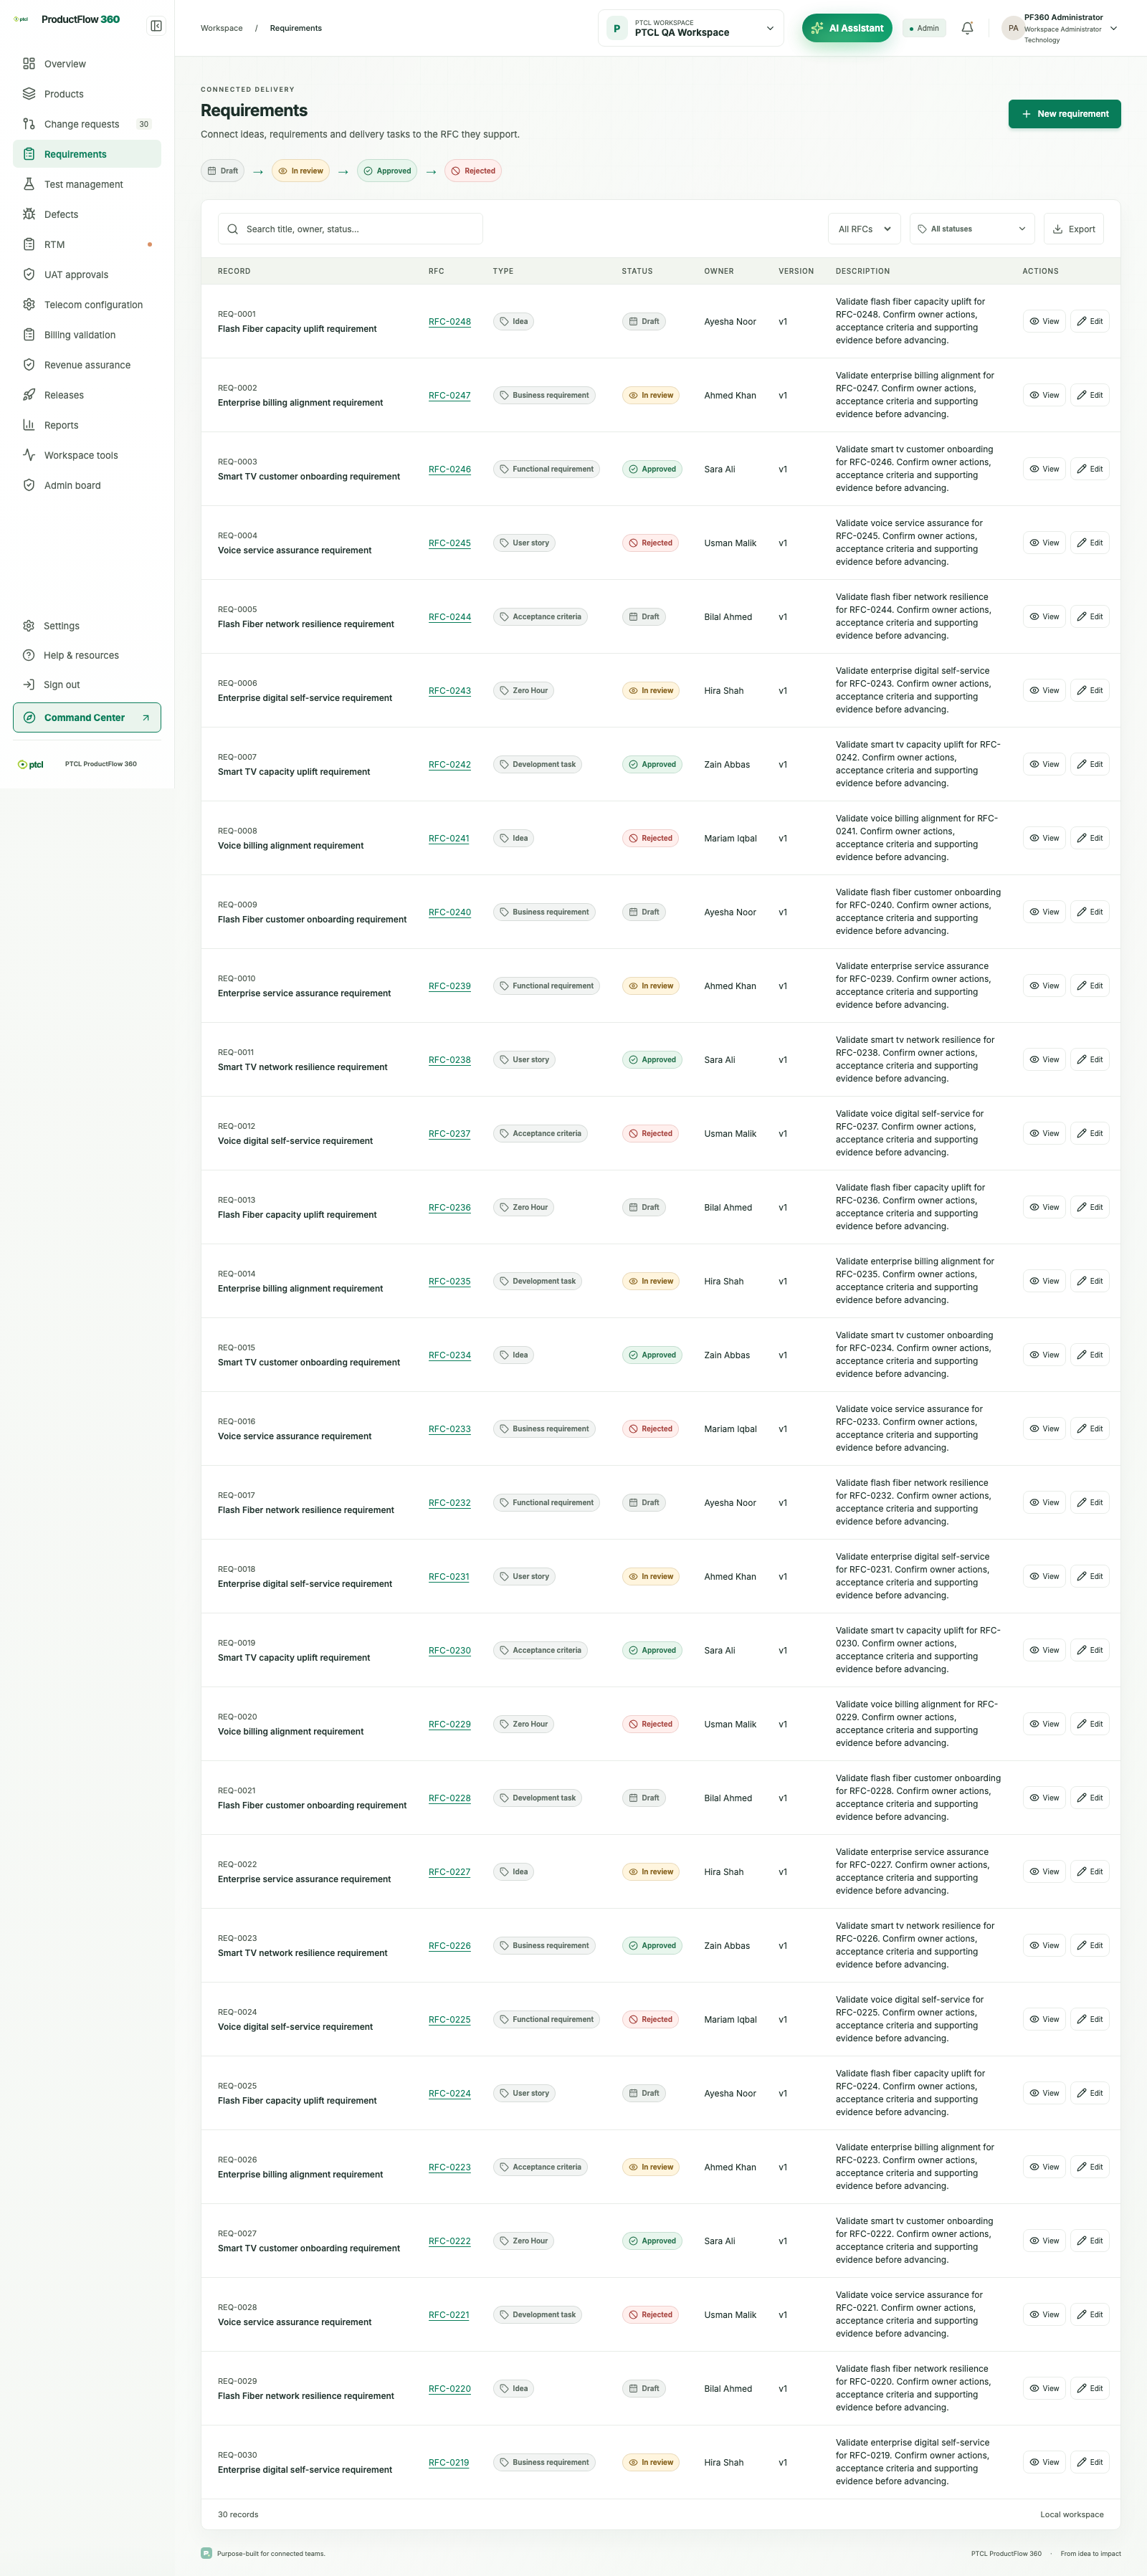 ptcl ProductFlow 360
Overview
Products
Change requests 30
Requirements
Test management
Defects
RTM
UAT approvals
Telecom configuration
Billing validation
Revenue assurance
Releases
Reports
Workspace tools
Admin board
Settings
Help & resources
Sign out
Command Center
ptcl PTCL ProductFlow 360
Workspace / Requirements
P
PTCL WORKSPACE
PTCL QA Workspace
AI Assistant
Admin
PA
PF360 Administrator
Workspace Administrator
Technology
CONNECTED DELIVERY
Requirements
Connect ideas, requirements and delivery tasks to the RFC they support.
New requirement
Draft → In review → Approved → Rejected
Search title, owner, status...
All RFCs
All statuses
Export
RECORD RFC TYPE STATUS OWNER VERSION DESCRIPTION ACTIONS
REQ-0001
Flash Fiber capacity uplift requirement
RFC-0248 Idea Draft Ayesha Noor v1
Validate flash fiber capacity uplift for
RFC-0248. Confirm owner actions,
acceptance criteria and supporting
evidence before advancing.
View Edit
REQ-0002
Enterprise billing alignment requirement
RFC-0247 Business requirement In review Ahmed Khan v1
Validate enterprise billing alignment for
RFC-0247. Confirm owner actions,
acceptance criteria and supporting
evidence before advancing.
View Edit
REQ-0003
Smart TV customer onboarding requirement
RFC-0246 Functional requirement Approved Sara Ali v1
Validate smart tv customer onboarding
for RFC-0246. Confirm owner actions,
acceptance criteria and supporting
evidence before advancing.
View Edit
REQ-0004
Voice service assurance requirement
RFC-0245 User story Rejected Usman Malik v1
Validate voice service assurance for
RFC-0245. Confirm owner actions,
acceptance criteria and supporting
evidence before advancing.
View Edit
REQ-0005
Flash Fiber network resilience requirement
RFC-0244 Acceptance criteria Draft Bilal Ahmed v1
Validate flash fiber network resilience
for RFC-0244. Confirm owner actions,
acceptance criteria and supporting
evidence before advancing.
View Edit
REQ-0006
Enterprise digital self-service requirement
RFC-0243 Zero Hour In review Hira Shah v1
Validate enterprise digital self-service
for RFC-0243. Confirm owner actions,
acceptance criteria and supporting
evidence before advancing.
View Edit
REQ-0007
Smart TV capacity uplift requirement
RFC-0242 Development task Approved Zain Abbas v1
Validate smart tv capacity uplift for RFC-
0242. Confirm owner actions,
acceptance criteria and supporting
evidence before advancing.
View Edit
REQ-0008
Voice billing alignment requirement
RFC-0241 Idea Rejected Mariam Iqbal v1
Validate voice billing alignment for RFC-
0241. Confirm owner actions,
acceptance criteria and supporting
evidence before advancing.
View Edit
REQ-0009
Flash Fiber customer onboarding requirement
RFC-0240 Business requirement Draft Ayesha Noor v1
Validate flash fiber customer onboarding
for RFC-0240. Confirm owner actions,
acceptance criteria and supporting
evidence before advancing.
View Edit
REQ-0010
Enterprise service assurance requirement
RFC-0239 Functional requirement In review Ahmed Khan v1
Validate enterprise service assurance
for RFC-0239. Confirm owner actions,
acceptance criteria and supporting
evidence before advancing.
View Edit
REQ-0011
Smart TV network resilience requirement
RFC-0238 User story Approved Sara Ali v1
Validate smart tv network resilience for
RFC-0238. Confirm owner actions,
acceptance criteria and supporting
evidence before advancing.
View Edit
REQ-0012
Voice digital self-service requirement
RFC-0237 Acceptance criteria Rejected Usman Malik v1
Validate voice digital self-service for
RFC-0237. Confirm owner actions,
acceptance criteria and supporting
evidence before advancing.
View Edit
REQ-0013
Flash Fiber capacity uplift requirement
RFC-0236 Zero Hour Draft Bilal Ahmed v1
Validate flash fiber capacity uplift for
RFC-0236. Confirm owner actions,
acceptance criteria and supporting
evidence before advancing.
View Edit
REQ-0014
Enterprise billing alignment requirement
RFC-0235 Development task In review Hira Shah v1
Validate enterprise billing alignment for
RFC-0235. Confirm owner actions,
acceptance criteria and supporting
evidence before advancing.
View Edit
REQ-0015
Smart TV customer onboarding requirement
RFC-0234 Idea Approved Zain Abbas v1
Validate smart tv customer onboarding
for RFC-0234. Confirm owner actions,
acceptance criteria and supporting
evidence before advancing.
View Edit
REQ-0016
Voice service assurance requirement
RFC-0233 Business requirement Rejected Mariam Iqbal v1
Validate voice service assurance for
RFC-0233. Confirm owner actions,
acceptance criteria and supporting
evidence before advancing.
View Edit
REQ-0017
Flash Fiber network resilience requirement
RFC-0232 Functional requirement Draft Ayesha Noor v1
Validate flash fiber network resilience
for RFC-0232. Confirm owner actions,
acceptance criteria and supporting
evidence before advancing.
View Edit
REQ-0018
Enterprise digital self-service requirement
RFC-0231 User story In review Ahmed Khan v1
Validate enterprise digital self-service
for RFC-0231. Confirm owner actions,
acceptance criteria and supporting
evidence before advancing.
View Edit
REQ-0019
Smart TV capacity uplift requirement
RFC-0230 Acceptance criteria Approved Sara Ali v1
Validate smart tv capacity uplift for RFC-
0230. Confirm owner actions,
acceptance criteria and supporting
evidence before advancing.
View Edit
REQ-0020
Voice billing alignment requirement
RFC-0229 Zero Hour Rejected Usman Malik v1
Validate voice billing alignment for RFC-
0229. Confirm owner actions,
acceptance criteria and supporting
evidence before advancing.
View Edit
REQ-0021
Flash Fiber customer onboarding requirement
RFC-0228 Development task Draft Bilal Ahmed v1
Validate flash fiber customer onboarding
for RFC-0228. Confirm owner actions,
acceptance criteria and supporting
evidence before advancing.
View Edit
REQ-0022
Enterprise service assurance requirement
RFC-0227 Idea In review Hira Shah v1
Validate enterprise service assurance
for RFC-0227. Confirm owner actions,
acceptance criteria and supporting
evidence before advancing.
View Edit
REQ-0023
Smart TV network resilience requirement
RFC-0226 Business requirement Approved Zain Abbas v1
Validate smart tv network resilience for
RFC-0226. Confirm owner actions,
acceptance criteria and supporting
evidence before advancing.
View Edit
REQ-0024
Voice digital self-service requirement
RFC-0225 Functional requirement Rejected Mariam Iqbal v1
Validate voice digital self-service for
RFC-0225. Confirm owner actions,
acceptance criteria and supporting
evidence before advancing.
View Edit
REQ-0025
Flash Fiber capacity uplift requirement
RFC-0224 User story Draft Ayesha Noor v1
Validate flash fiber capacity uplift for
RFC-0224. Confirm owner actions,
acceptance criteria and supporting
evidence before advancing.
View Edit
REQ-0026
Enterprise billing alignment requirement
RFC-0223 Acceptance criteria In review Ahmed Khan v1
Validate enterprise billing alignment for
RFC-0223. Confirm owner actions,
acceptance criteria and supporting
evidence before advancing.
View Edit
REQ-0027
Smart TV customer onboarding requirement
RFC-0222 Zero Hour Approved Sara Ali v1
Validate smart tv customer onboarding
for RFC-0222. Confirm owner actions,
acceptance criteria and supporting
evidence before advancing.
View Edit
REQ-0028
Voice service assurance requirement
RFC-0221 Development task Rejected Usman Malik v1
Validate voice service assurance for
RFC-0221. Confirm owner actions,
acceptance criteria and supporting
evidence before advancing.
View Edit
REQ-0029
Flash Fiber network resilience requirement
RFC-0220 Idea Draft Bilal Ahmed v1
Validate flash fiber network resilience
for RFC-0220. Confirm owner actions,
acceptance criteria and supporting
evidence before advancing.
View Edit
REQ-0030
Enterprise digital self-service requirement
RFC-0219 Business requirement In review Hira Shah v1
Validate enterprise digital self-service
for RFC-0219. Confirm owner actions,
acceptance criteria and supporting
evidence before advancing.
View Edit
30 records Local workspace
P. Purpose-built for connected teams. PTCL ProductFlow 360 · From idea to impact